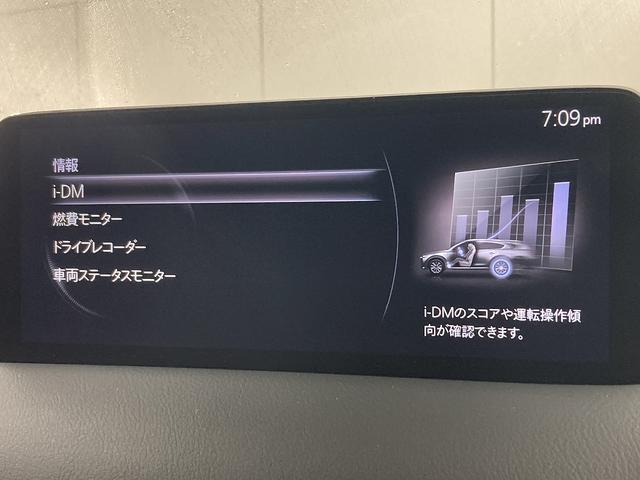 7:09 pm
情報
i-DM
燃費モニター
ドライブレコーダー
車両ステータスモニター
i-DMのスコアや運転操作傾
向が確認できます。